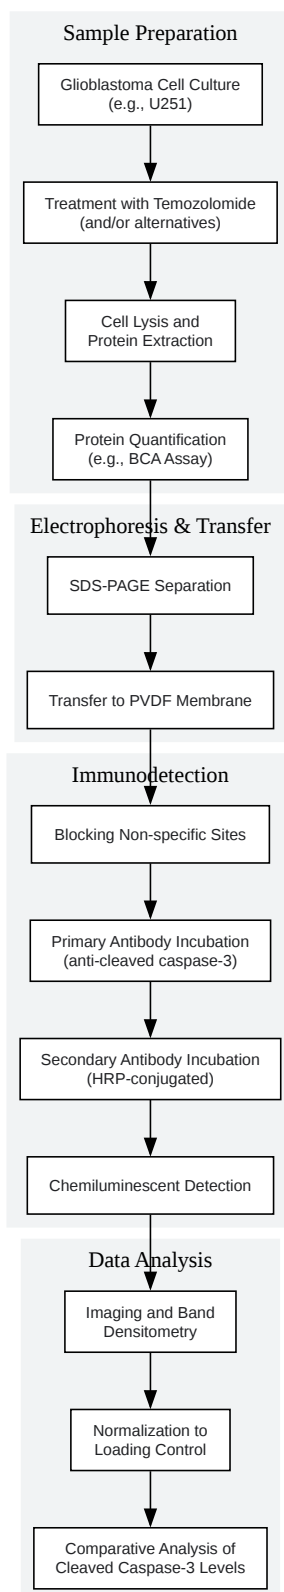 Sample Preparation
Glioblastoma Cell Culture
(e.g., U251)
Treatment with Temozolomide
(and/or alternatives)
Cell Lysis and
Protein Extraction
Protein Quantification
(e.g., BCA Assay)
Electrophoresis & Transfer
SDS-PAGE Separation
Transfer to PVDF Membrane
Immunodetection
Blocking Non-specific Sites
Primary Antibody Incubation
(anti-cleaved caspase-3)
Secondary Antibody Incubation
(HRP-conjugated)
Chemiluminescent Detection
Data Analysis
Imaging and Band
Densitometry
Normalization to
Loading Control
Comparative Analysis of
Cleaved Caspase-3 Levels